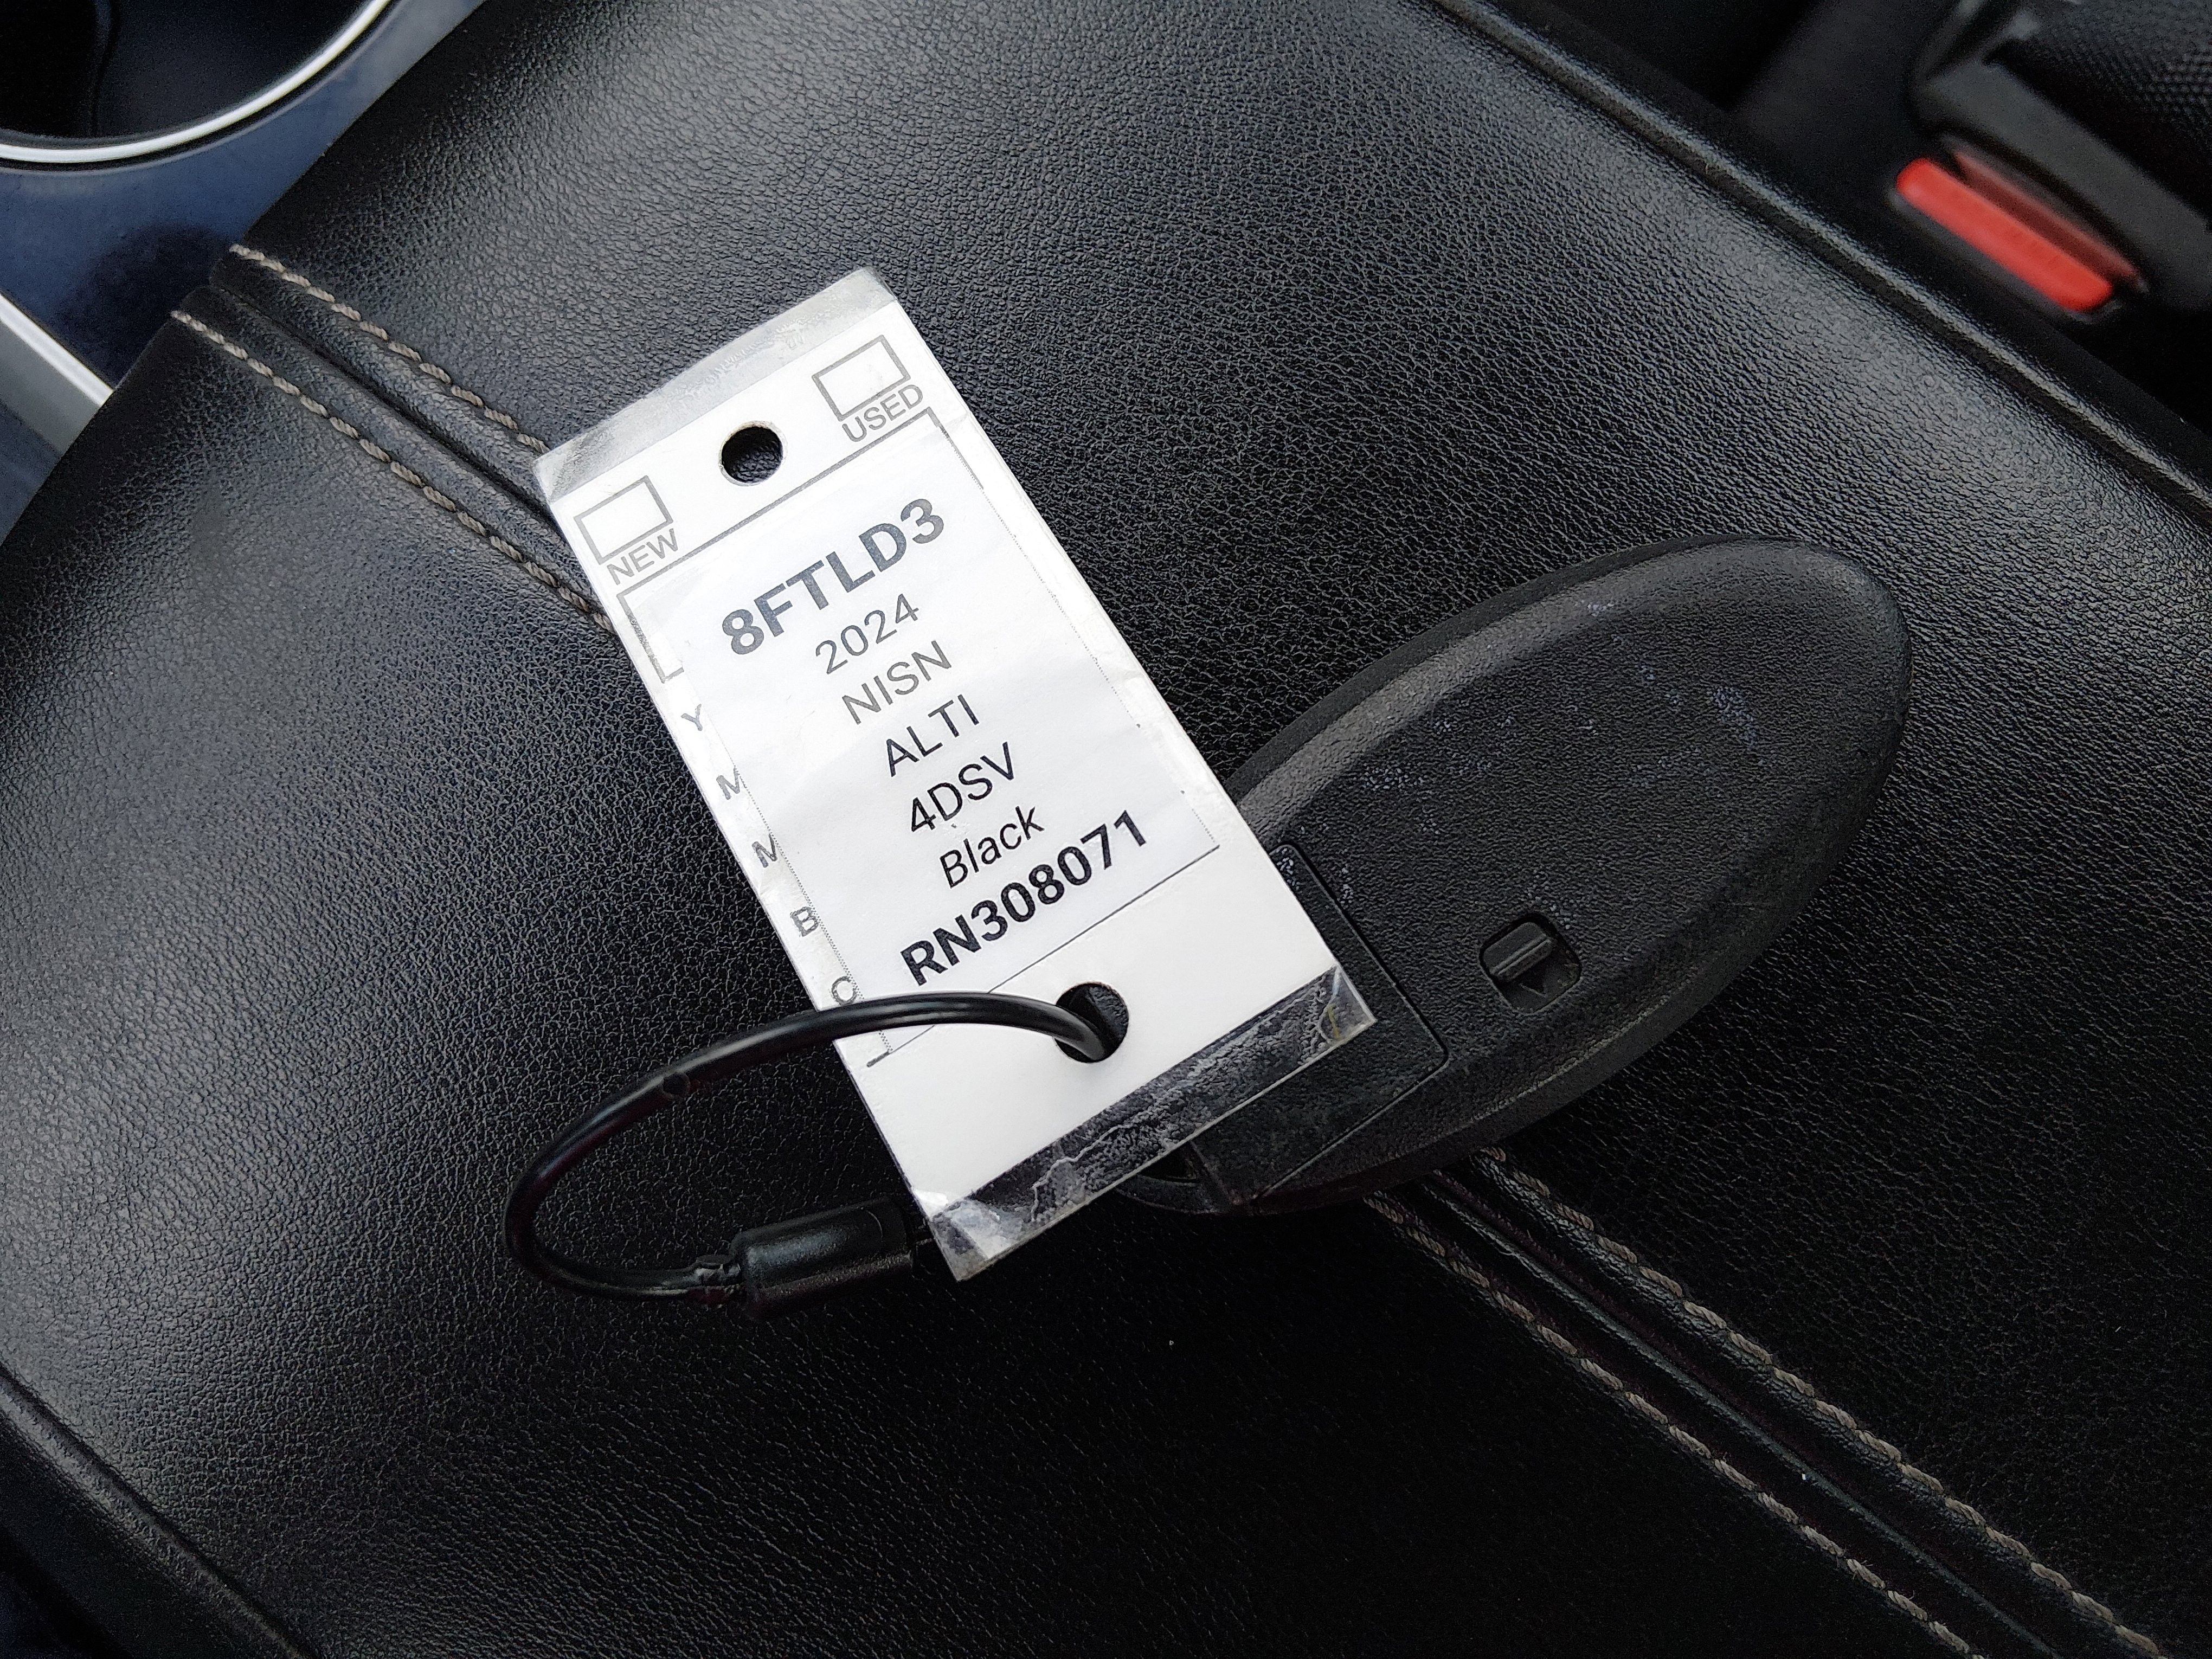 NEW
USED
8FTLD3
2024
NISN
ALTI
4DSV
Black
RN308071
Y
M
M
B
C